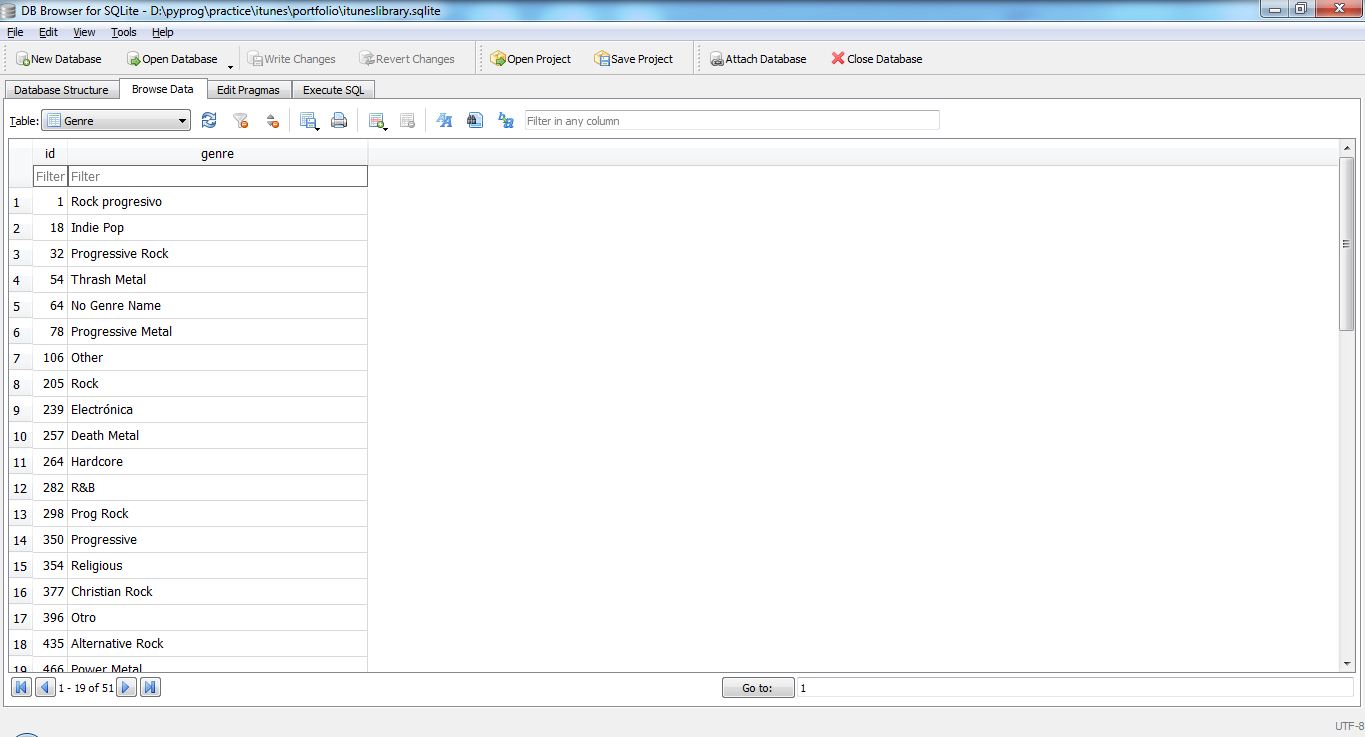 DB Browser for SQLite - D:\pyprog\practice\itunes\portfolio\ituneslibrary.sqlite
File Edit View Tools Help
New Database Open Database Write Changes Revert Changes Open Project Save Project Attach Database Close Database
Database Structure Browse Data Edit Pragmas Execute SQL
Table: Genre Filter in any column
id genre
Filter Filter
1 1 Rock progresivo
2 18 Indie Pop
3 32 Progressive Rock
4 54 Thrash Metal
5 64 No Genre Name
6 78 Progressive Metal
7 106 Other
8 205 Rock
9 239 Electrónica
10 257 Death Metal
11 264 Hardcore
12 282 R&B
13 298 Prog Rock
14 350 Progressive
15 354 Religious
16 377 Christian Rock
17 396 Otro
18 435 Alternative Rock
19 466 Power Metal
1 - 19 of 51 Go to: 1
UTF-8